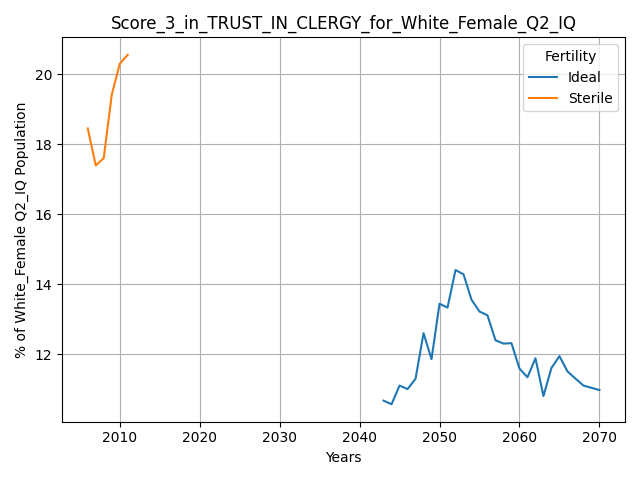 Score_3_in_TRUST_IN_CLERGY_for_White_Female_Q2_IQ
Fertility
Ideal
Sterile
% of White_Female Q2_IQ Population
20
18
16
14
12
2010 2020 2030 2040 2050 2060 2070
Years